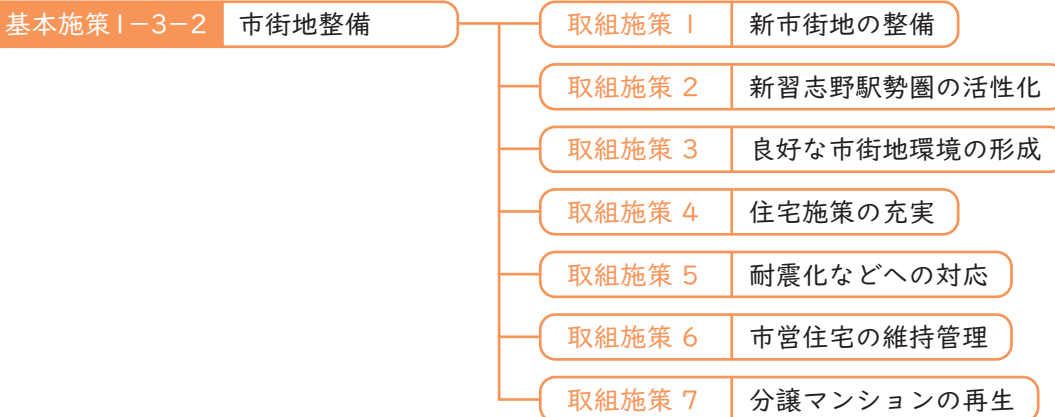 基本施策1-3-2 市街地整備
取組施策 1 新市街地の整備
取組施策 2 新習志野駅勢圏の活性化
取組施策 3 良好な市街地環境の形成
取組施策 4 住宅施策の充実
取組施策 5 耐震化などへの対応
取組施策 6 市営住宅の維持管理
取組施策 7 分譲マンションの再生